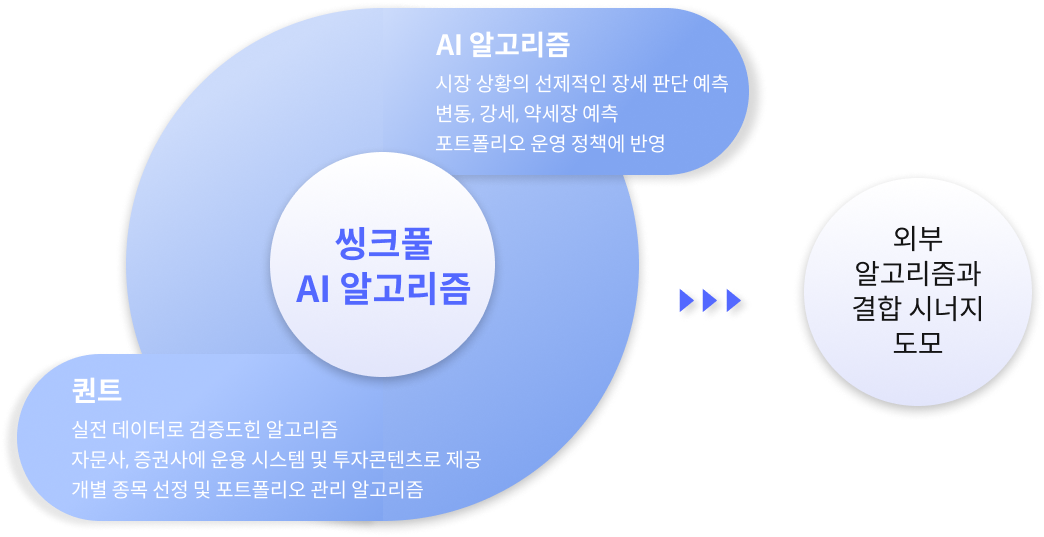 AI 알고리즘
시장 상황의 선제적인 장세 판단 예측
변동, 강세, 약세장 예측
포트폴리오 운영 정책에 반영
씽크풀
AI 알고리즘
퀀트
실전 데이터로 검증도힌 알고리즘
자문사, 증권사에 운용 시스템 및 투자콘텐츠로 제공
개별 종목 선정 및 포트폴리오 관리 알고리즘
외부
알고리즘과
결합 시너지
도모